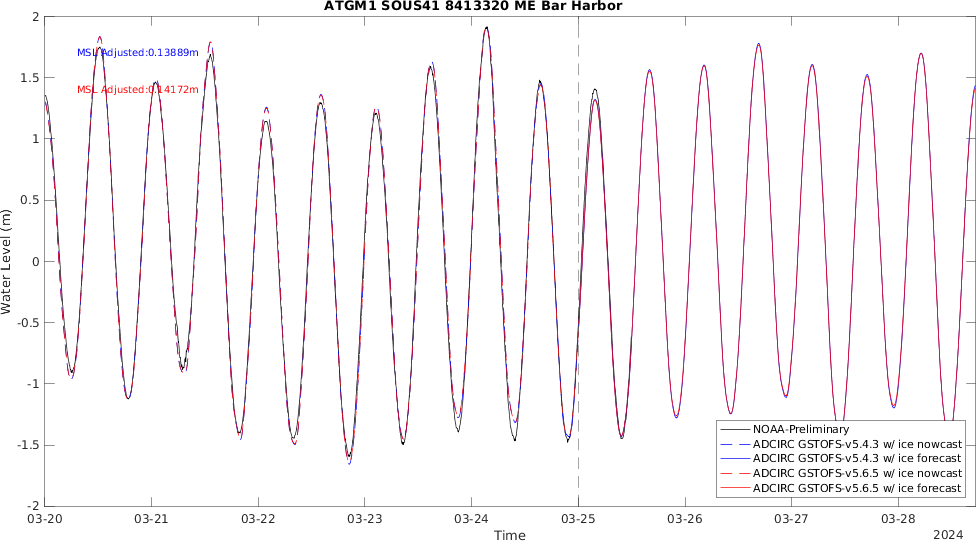 ATGM1 SOUS41 8413320 ME Bar Harbor
2
1.5
1
0.5
0
-0.5
-1
-1.5
-2
Water Level (m)
MSL Adjusted:0.13889m
MSL Adjusted:0.14172m
NOAA-Preliminary
ADCIRC GSTOFS-v5.4.3 w/ ice nowcast
ADCIRC GSTOFS-v5.4.3 w/ ice forecast
ADCIRC GSTOFS-v5.6.5 w/ ice nowcast
ADCIRC GSTOFS-v5.6.5 w/ ice forecast
03-20 03-21 03-22 03-23 03-24 03-25 03-26 03-27 03-28
Time
2024